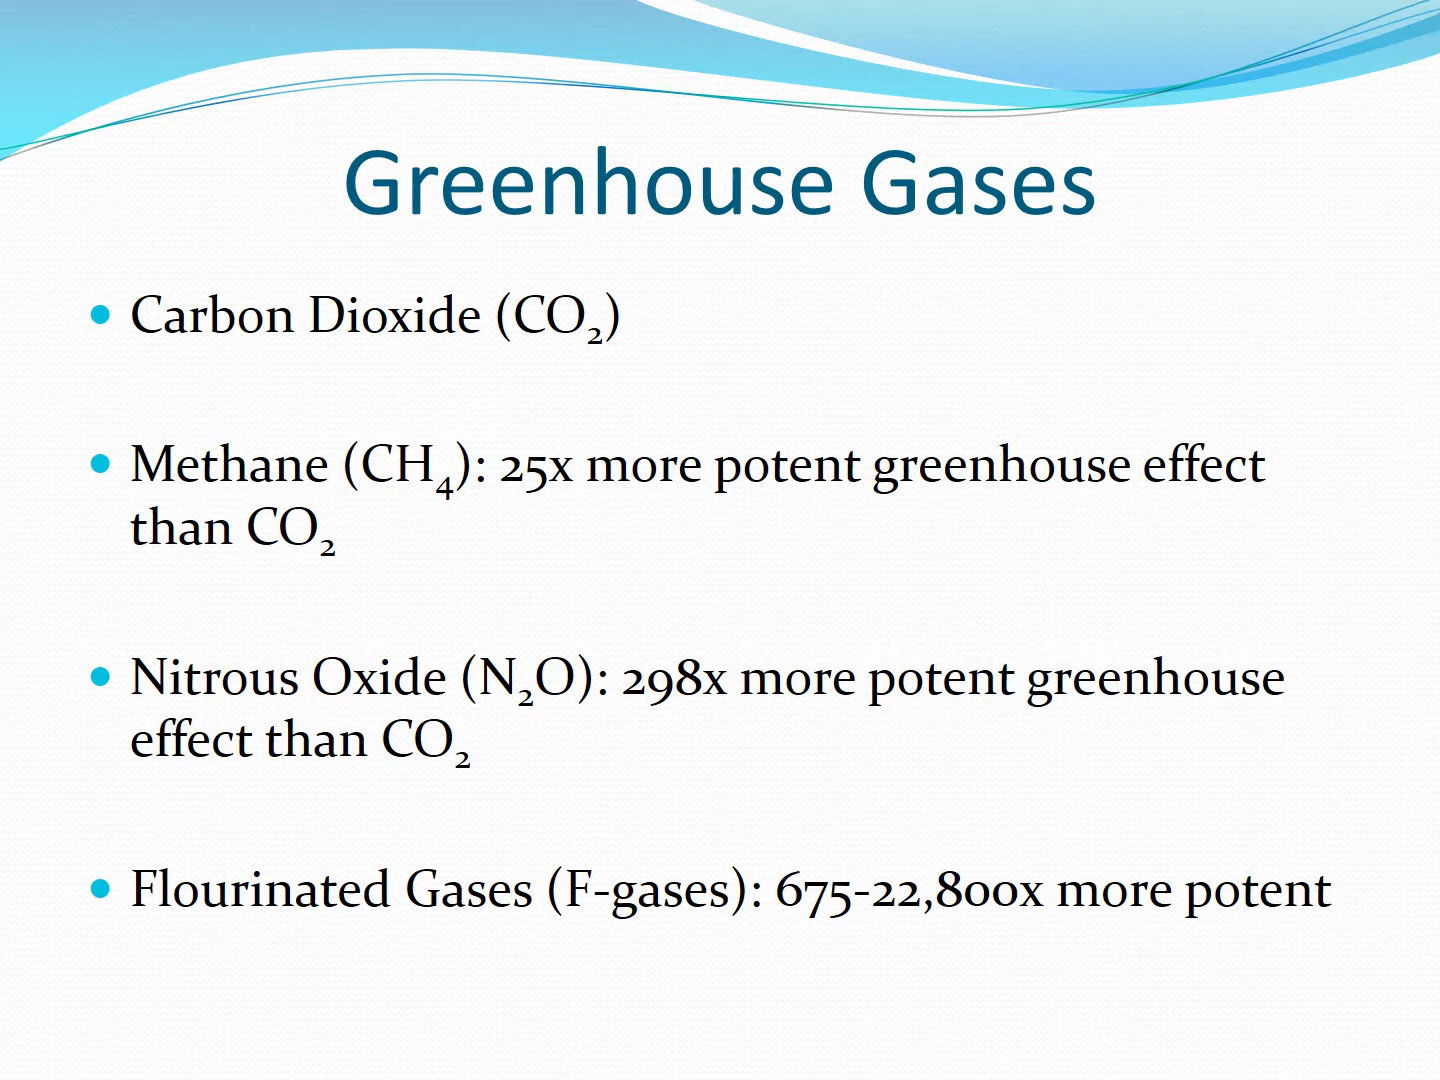 Greenhouse Gases
• Carbon Dioxide (CO₂)
• Methane (CH₄): 25x more potent greenhouse effect
than CO₂
• Nitrous Oxide (N₂O): 298x more potent greenhouse
effect than CO₂
• Flourinated Gases (F-gases): 675-22,800x more potent